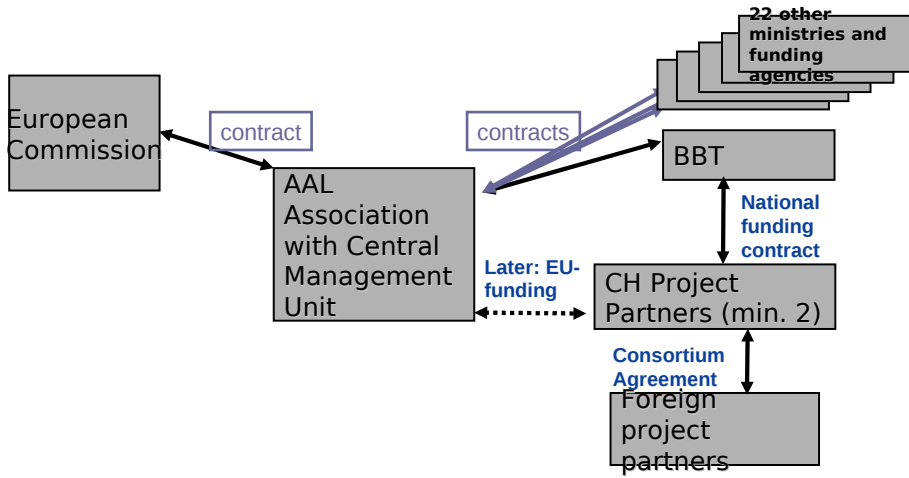 22 other
ministries and
funding
agencies
European
Commission
contract
contracts
BBT
AAL
Association
with Central
Management
Unit
National
funding
contract
Later: EU-
funding
CH Project
Partners (min. 2)
Consortium
Agreement
Foreign
project
partners